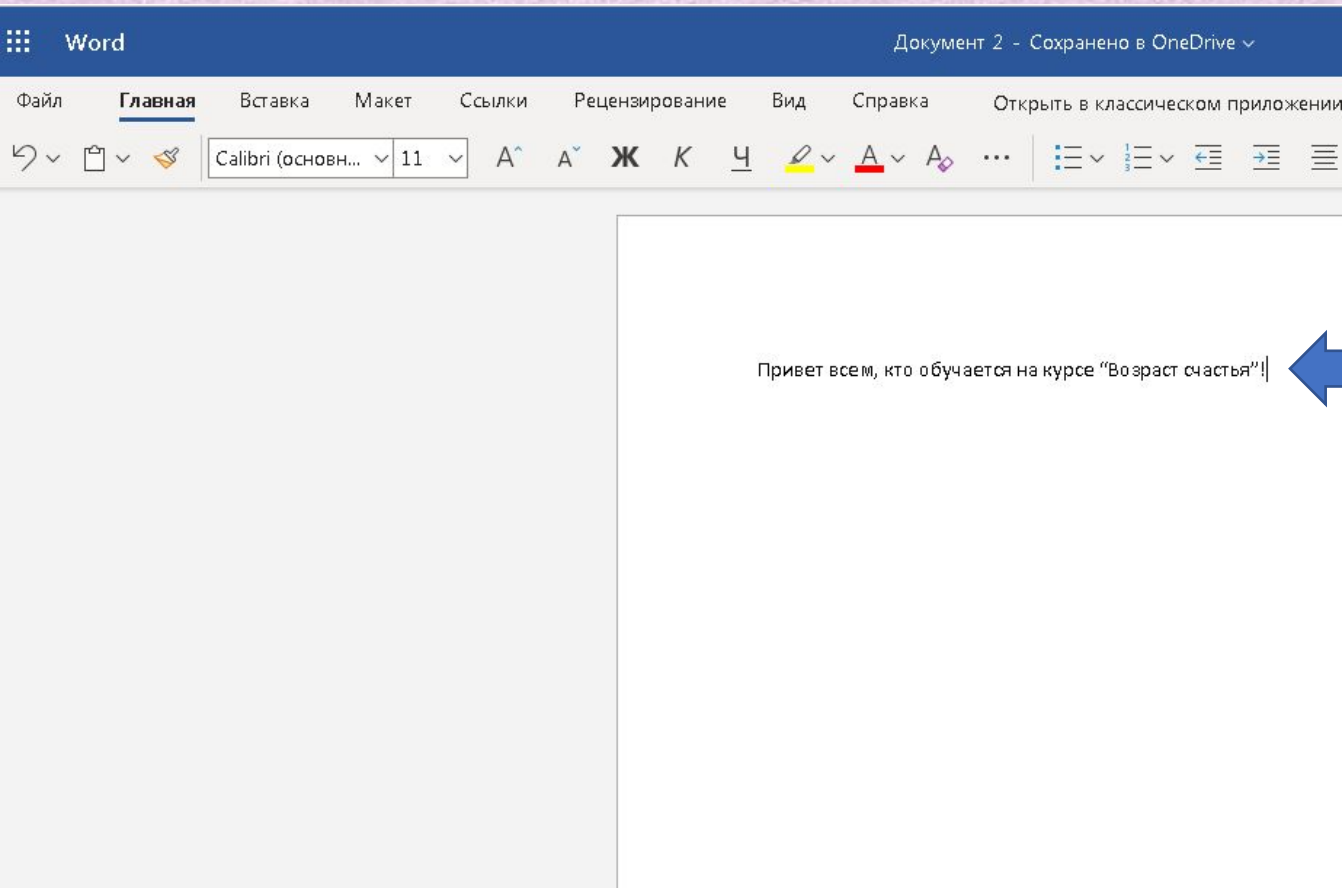 Word
Документ 2 - Сохранено в OneDrive
Файл Главная Вставка Макет Ссылки Рецензирование Вид Справка Открыть в классическом приложении
Calibri (основн... 11 A A Ж К Ч A A ...
Привет всем, кто обучается на курсе “Возраст счастья”!